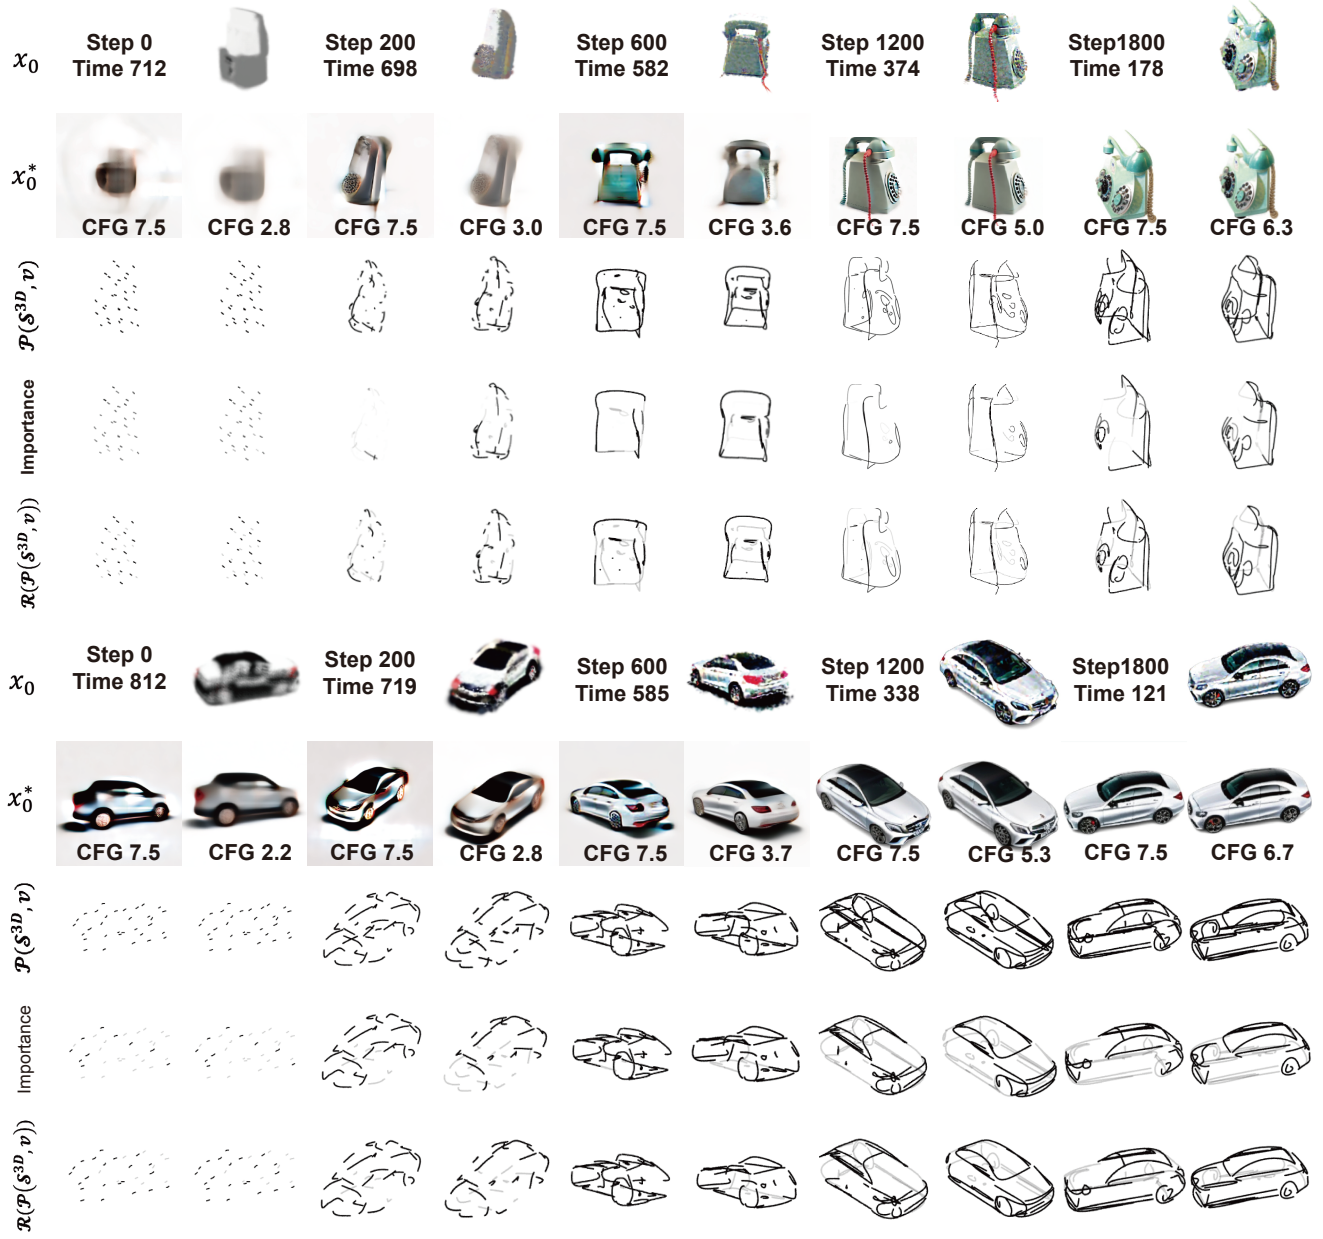 x₀ Step 0 Time 712 Step 200 Time 698 Step 600 Time 582 Step 1200 Time 374 Step1800 Time 178
x₀* CFG 7.5 CFG 2.8 CFG 7.5 CFG 3.0 CFG 7.5 CFG 3.6 CFG 7.5 CFG 5.0 CFG 7.5 CFG 6.3
𝒫(𝒮³ᴰ, v)
Importance
ℛ(𝒫(𝒮³ᴰ, v))
x₀ Step 0 Time 812 Step 200 Time 719 Step 600 Time 585 Step 1200 Time 338 Step1800 Time 121
x₀* CFG 7.5 CFG 2.2 CFG 7.5 CFG 2.8 CFG 7.5 CFG 3.7 CFG 7.5 CFG 5.3 CFG 7.5 CFG 6.7
𝒫(𝒮³ᴰ, v)
Importance
ℛ(𝒫(𝒮³ᴰ, v))